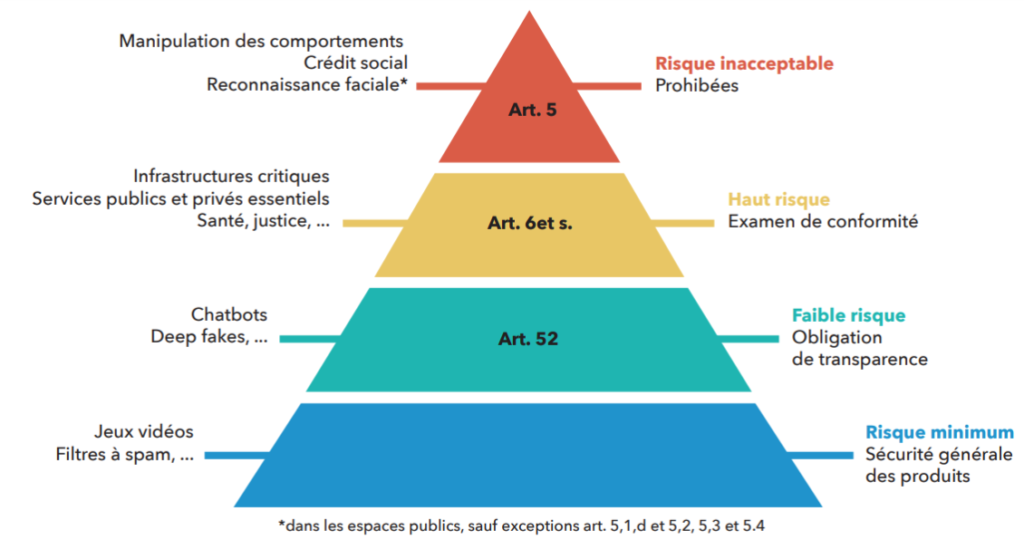 Manipulation des comportements
Crédit social
Reconnaissance faciale*
Art. 5
Risque inacceptable
Prohibées
Infrastructures critiques
Services publics et privés essentiels
Santé, justice, ...
Art. 6et s.
Haut risque
Examen de conformité
Chatbots
Deep fakes, ...
Art. 52
Faible risque
Obligation
de transparence
Jeux vidéos
Filtres à spam, ...
Risque minimum
Sécurité générale
des produits
*dans les espaces publics, sauf exceptions art. 5,1,d et 5,2, 5,3 et 5.4